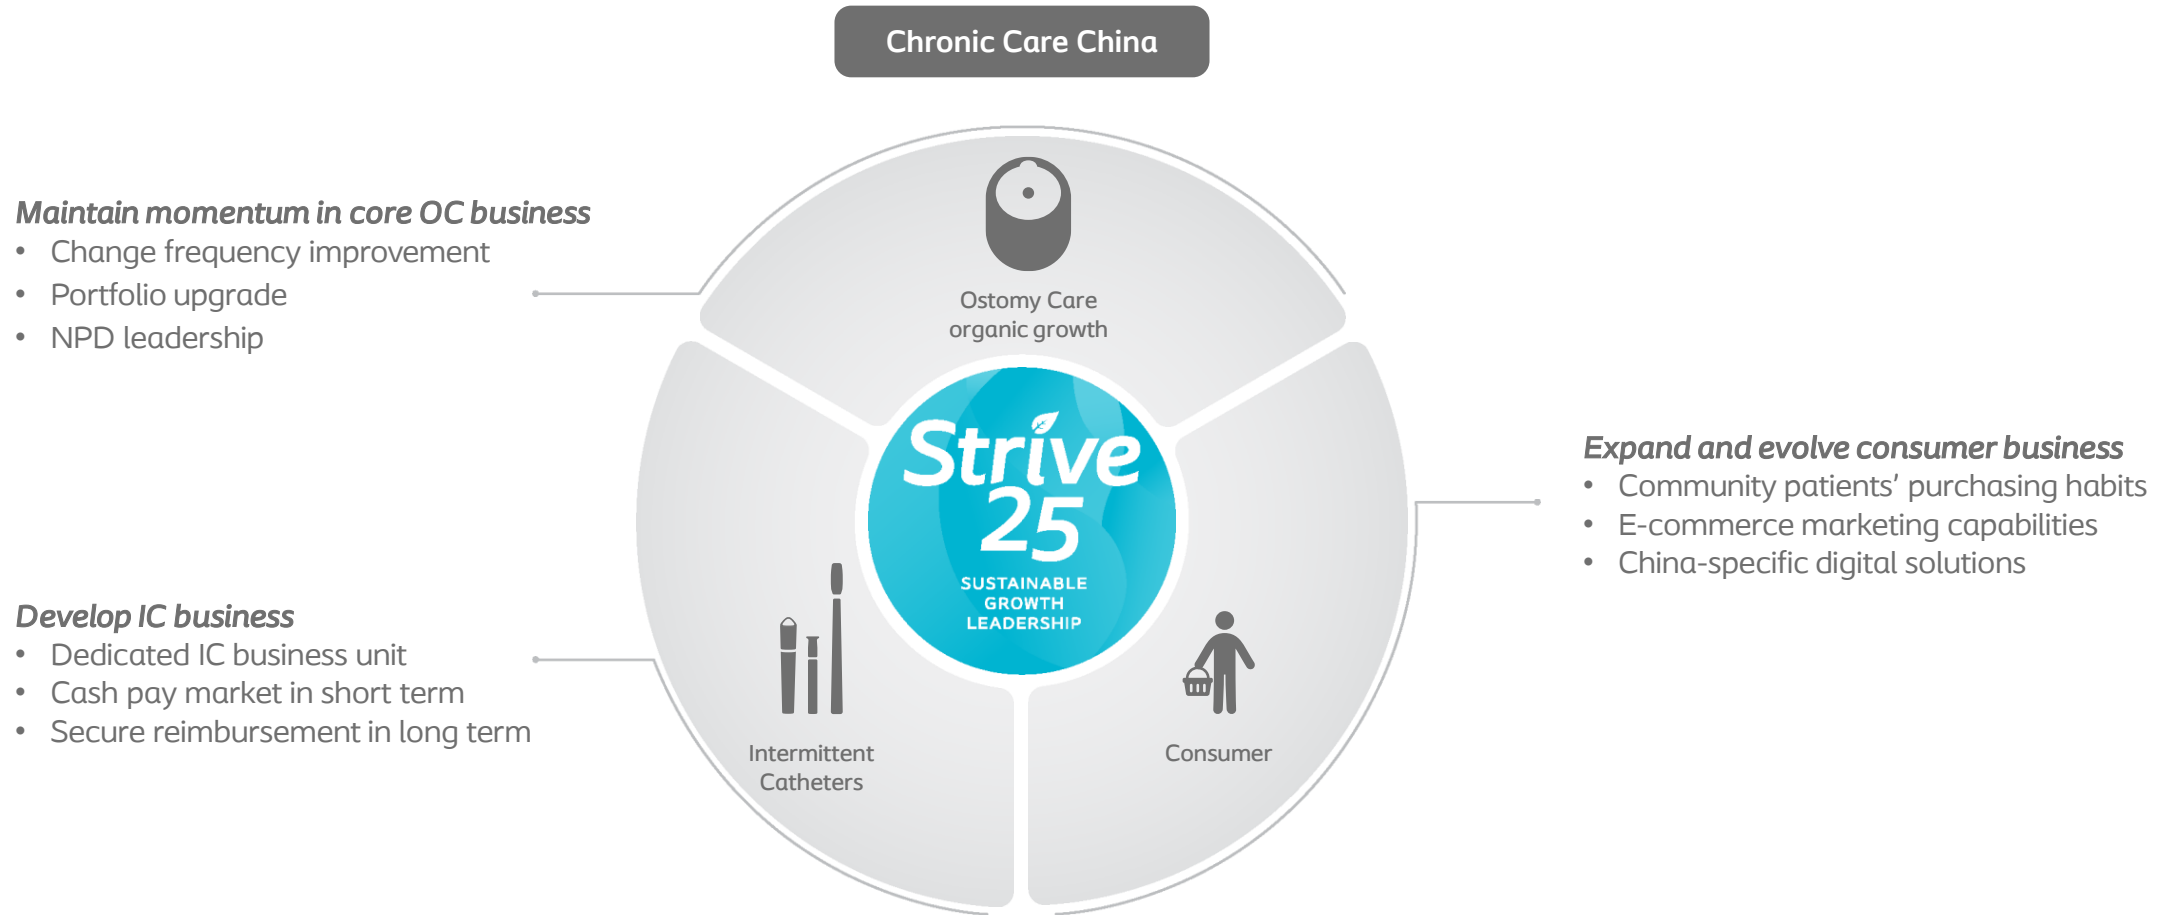 Chronic Care China
Maintain momentum in core OC business
• Change frequency improvement
• Portfolio upgrade
• NPD leadership
Ostomy Care
organic growth
Strive
25
SUSTAINABLE
GROWTH
LEADERSHIP
Expand and evolve consumer business
• Community patients’ purchasing habits
• E-commerce marketing capabilities
• China-specific digital solutions
Develop IC business
• Dedicated IC business unit
• Cash pay market in short term
• Secure reimbursement in long term
Intermittent
Catheters
Consumer